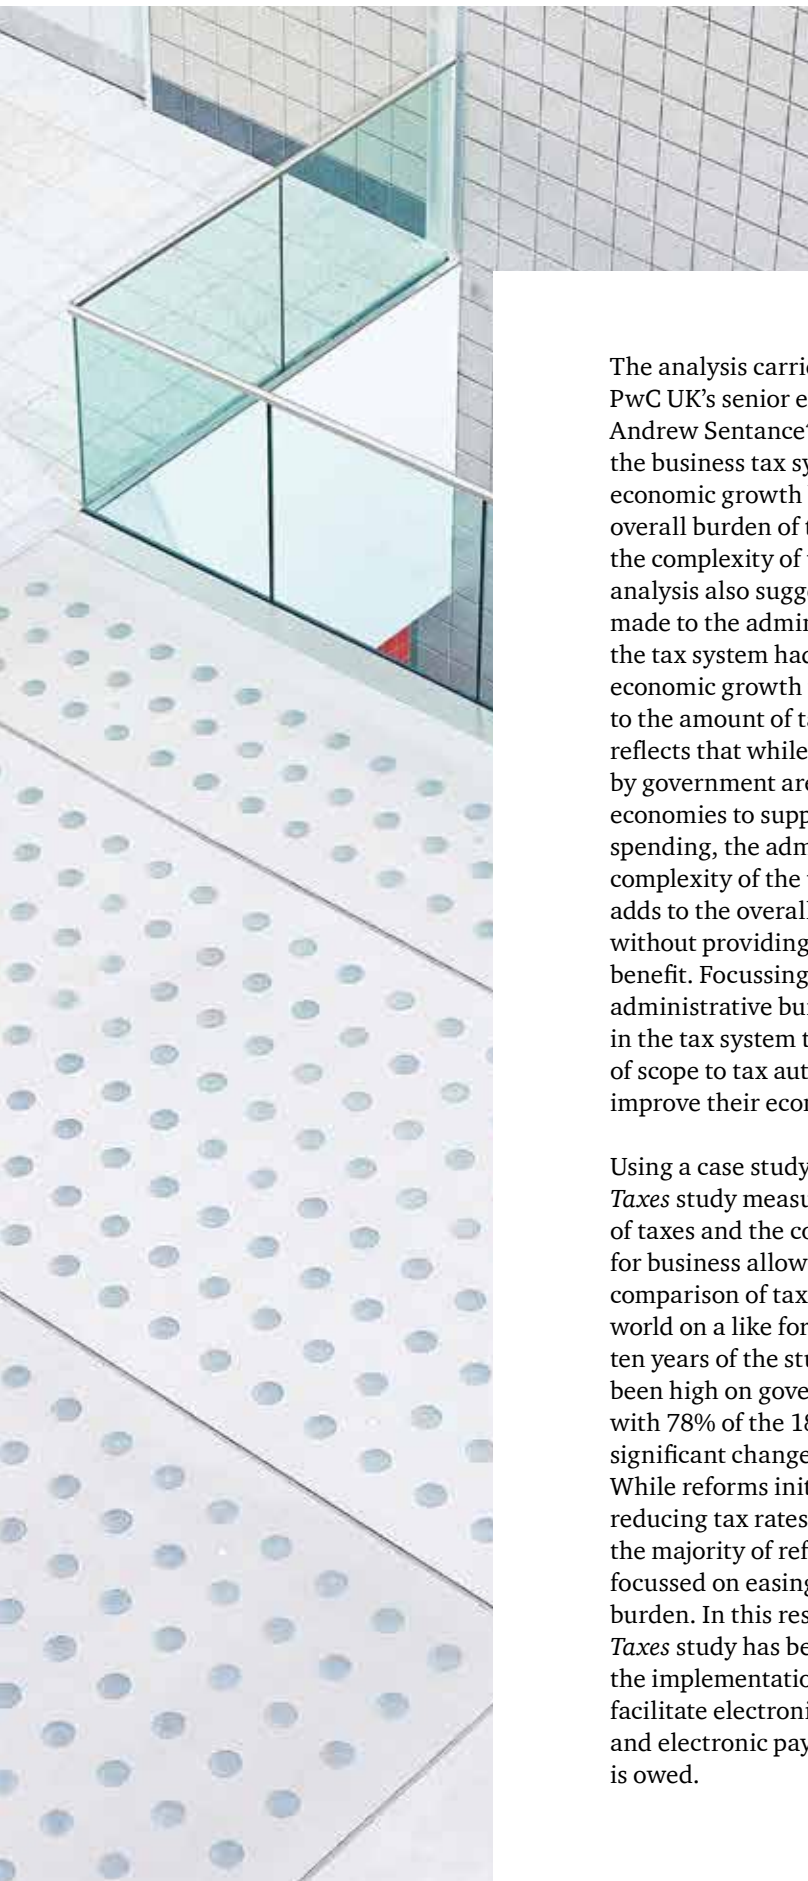 The analysis carri
PwC UK’s senior e
Andrew Sentance
the business tax sy
economic growth
overall burden of
the complexity of
analysis also sugg
made to the admin
the tax system had
economic growth
to the amount of ta
reflects that while
by government are
economies to supp
spending, the adm
complexity of the
adds to the overall
without providing
benefit. Focussing
administrative bu
in the tax system t
of scope to tax aut
improve their econ

Using a case study
Taxes study measu
of taxes and the co
for business allow
comparison of tax
world on a like for
ten years of the stu
been high on gove
with 78% of the 18
significant change
While reforms init
reducing tax rates
the majority of ref
focussed on easing
burden. In this res
Taxes study has be
the implementatio
facilitate electroni
and electronic pay
is owed.